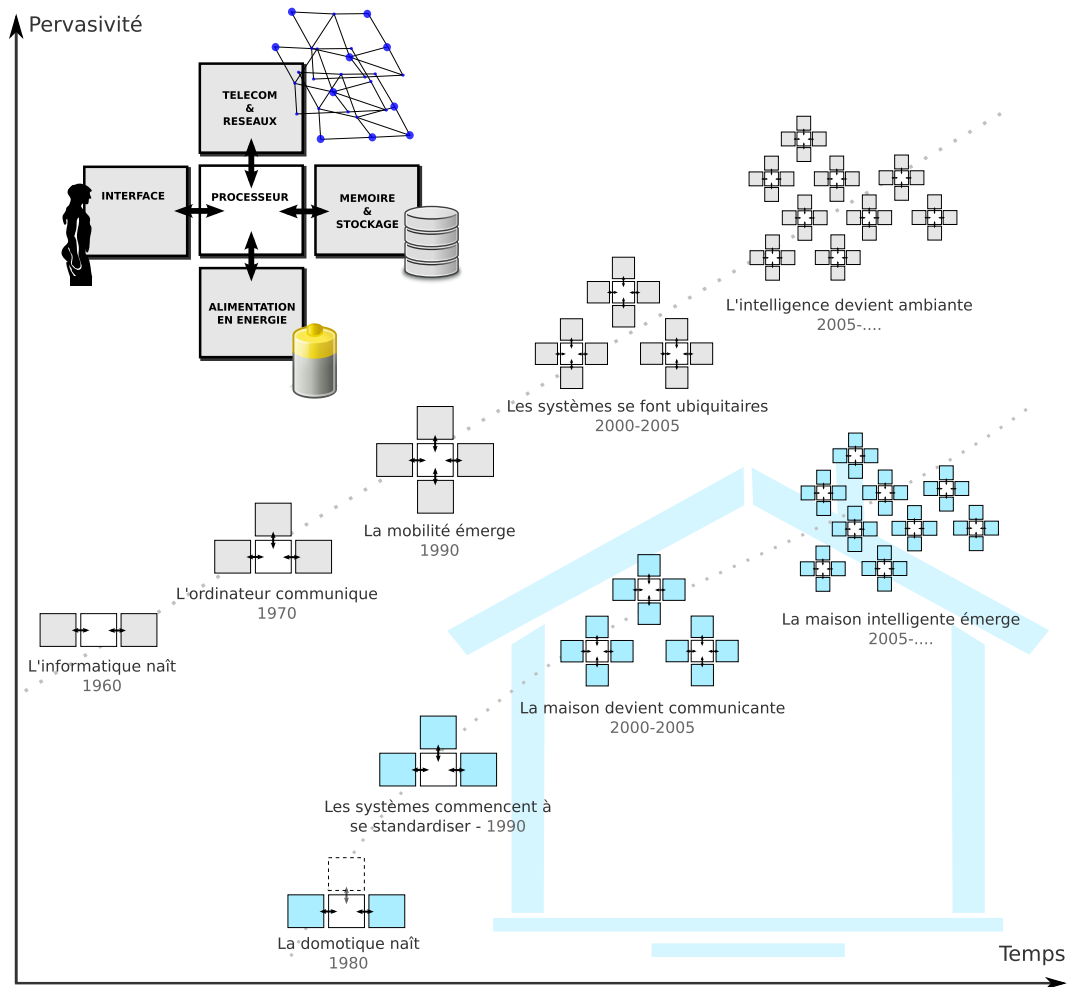 Pervasivité
TELECOM
&
RESEAUX
INTERFACE
PROCESSEUR
MEMOIRE
&
STOCKAGE
ALIMENTATION
EN ENERGIE
L'intelligence devient ambiante
2005-....
Les systèmes se font ubiquitaires
2000-2005
La mobilité émerge
1990
L'ordinateur communique
1970
L'informatique naît
1960
La maison intelligente émerge
2005-....
La maison devient communicante
2000-2005
Les systèmes commencent à
se standardiser - 1990
La domotique naît
1980
Temps